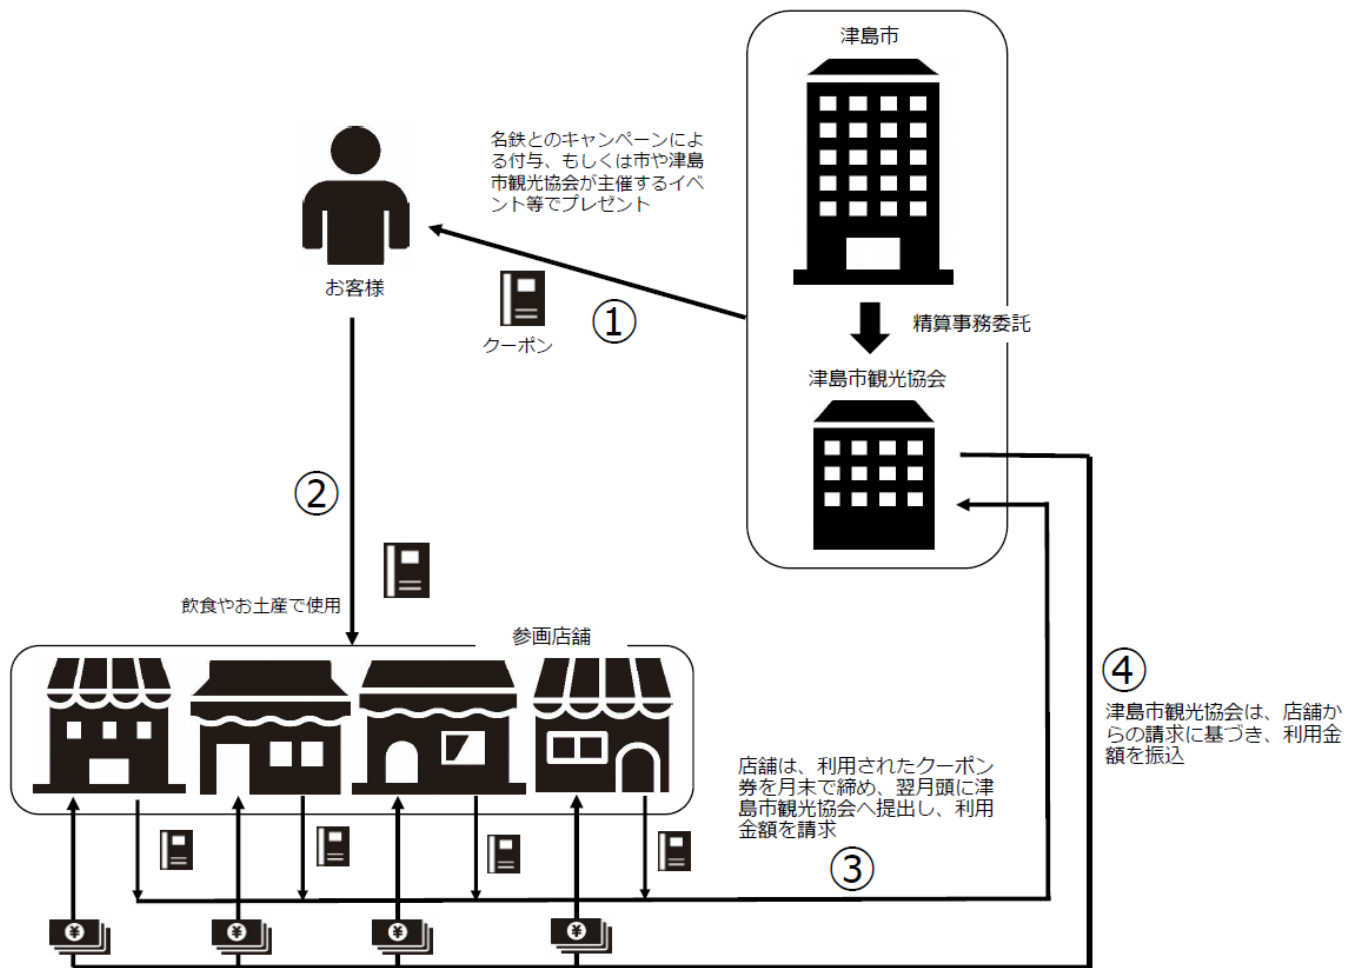 津島市
名鉄とのキャンペーンによ
る付与、もしくは市や津島
市観光協会が主催するイベ
ント等でプレゼント
お客様
クーポン
①
精算事務委託
津島市観光協会
②
飲食やお土産で使用
参画店舗
④
津島市観光協会は、店舗か
らの請求に基づき、利用金
額を振込
店舗は、利用されたクーポン
券を月末で締め、翌月頭に津
島市観光協会へ提出し、利用
金額を請求
③
¥
¥
¥
¥